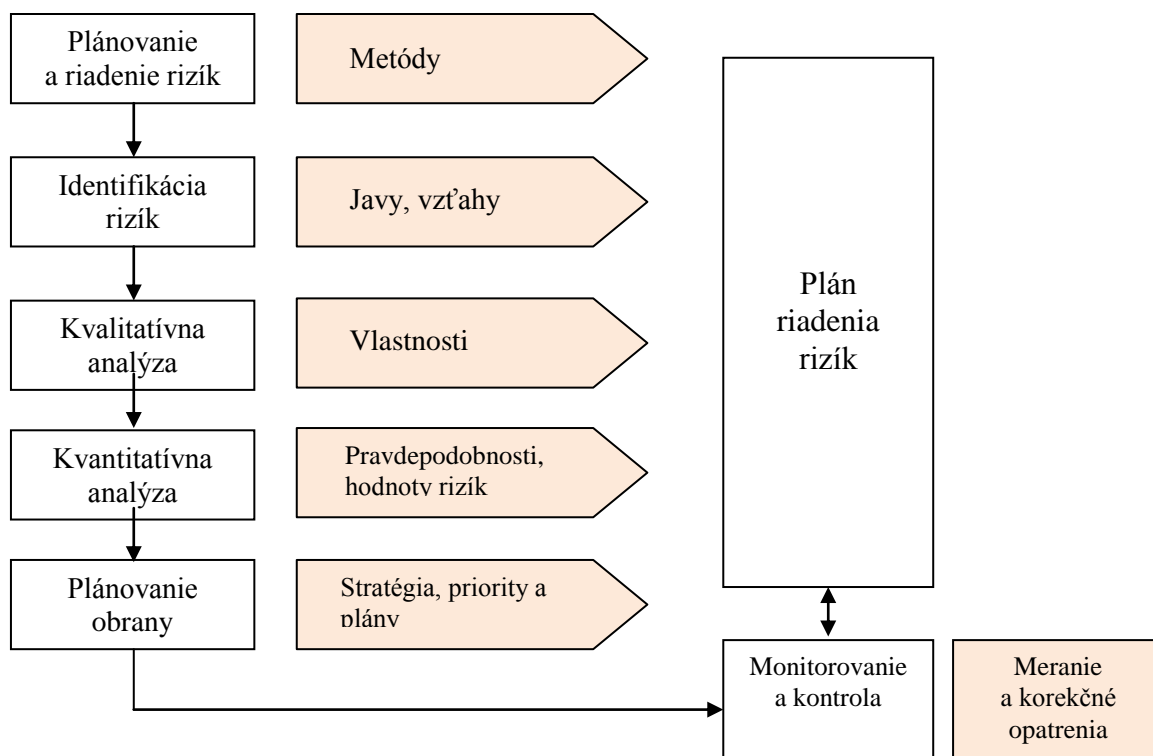 Plánovanie
a riadenie rizík
Metódy
Identifikácia
rizík
Javy, vzťahy
Kvalitatívna
analýza
Vlastnosti
Kvantitatívna
analýza
Pravdepodobnosti,
hodnoty rizík
Plánovanie
obrany
Stratégia, priority a
plány
Plán
riadenia
rizík
Monitorovanie
a kontrola
Meranie
a korekčné
opatrenia